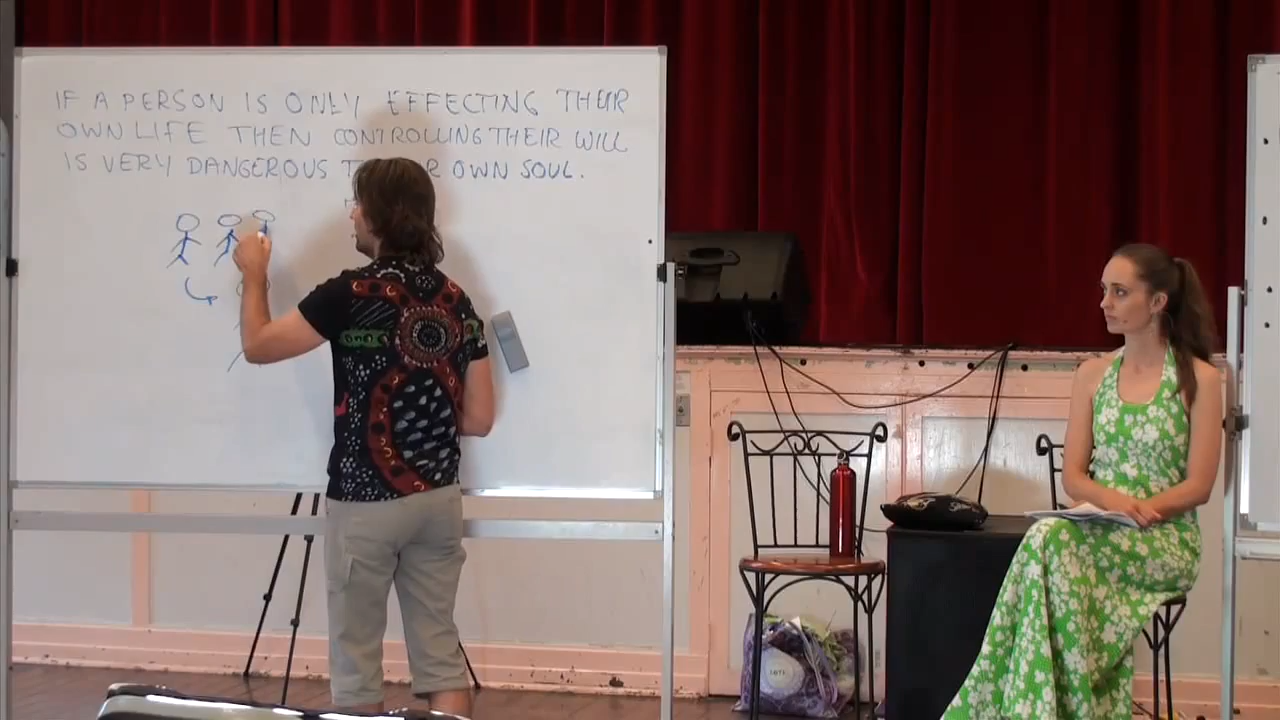 IF A PERSON IS ONLY EFFECTING THEIR
OWN LIFE THEN CONTROLLING THEIR WILL
IS VERY DANGEROUS OWN SOUL.